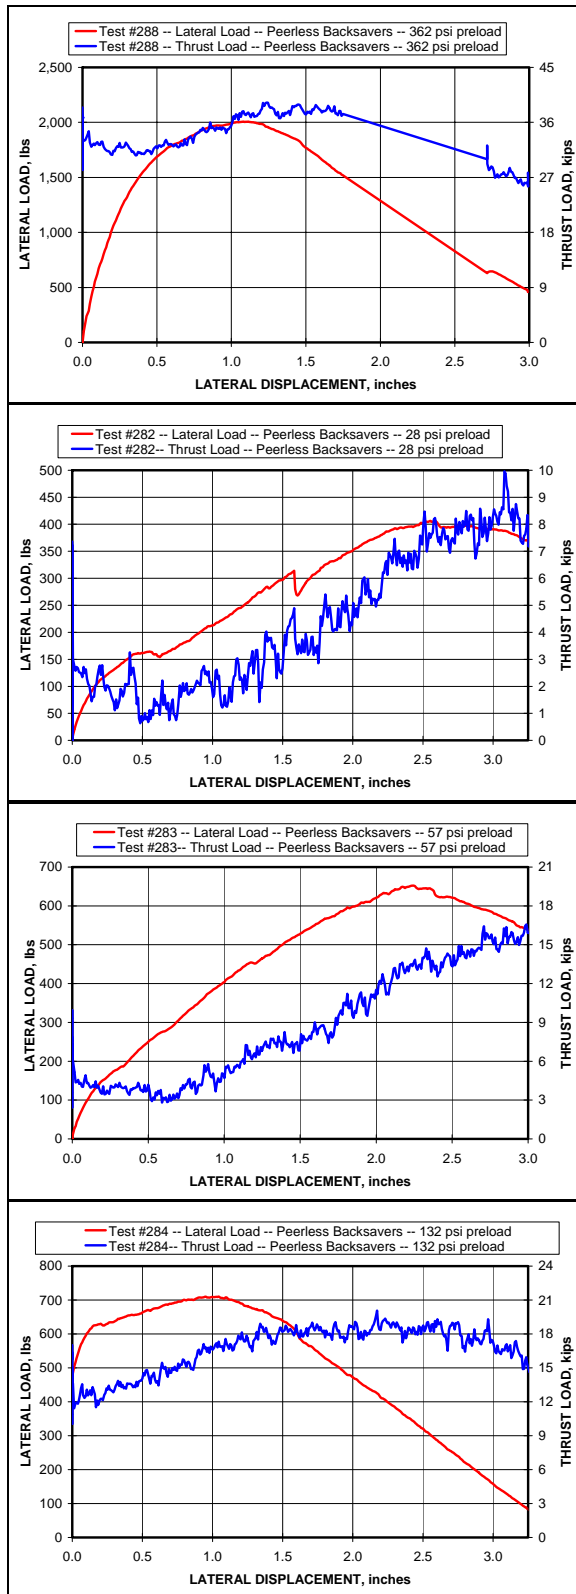 Test #288 -- Lateral Load -- Peerless Backsavers -- 362 psi preload
Test #288 -- Thrust Load -- Peerless Backsavers -- 362 psi preload
2,500
2,000
1,500
1,000
500
0
LATERAL LOAD, lbs
45
36
27
18
9
0
THRUST LOAD, kips
0.0 0.5 1.0 1.5 2.0 2.5 3.0
LATERAL DISPLACEMENT, inches
Test #282 -- Lateral Load -- Peerless Backsavers -- 28 psi preload
Test #282-- Thrust Load -- Peerless Backsavers -- 28 psi preload
500
450
400
350
300
250
200
150
100
50
0
LATERAL LOAD, lbs
10
9
8
7
6
5
4
3
2
1
0
THRUST LOAD, kips
0.0 0.5 1.0 1.5 2.0 2.5 3.0
LATERAL DISPLACEMENT, inches
Test #283 -- Lateral Load -- Peerless Backsavers -- 57 psi preload
Test #283-- Thrust Load -- Peerless Backsavers -- 57 psi preload
700
600
500
400
300
200
100
0
LATERAL LOAD, lbs
21
18
15
12
9
6
3
0
THRUST LOAD, kips
0.0 0.5 1.0 1.5 2.0 2.5 3.0
LATERAL DISPLACEMENT, inches
Test #284 -- Lateral Load -- Peerless Backsavers -- 132 psi preload
Test #284-- Thrust Load -- Peerless Backsavers -- 132 psi preload
800
700
600
500
400
300
200
100
0
LATERAL LOAD, lbs
24
21
18
15
12
9
6
3
0
THRUST LOAD, kips
0.0 0.5 1.0 1.5 2.0 2.5 3.0
LATERAL DISPLACEMENT, inches